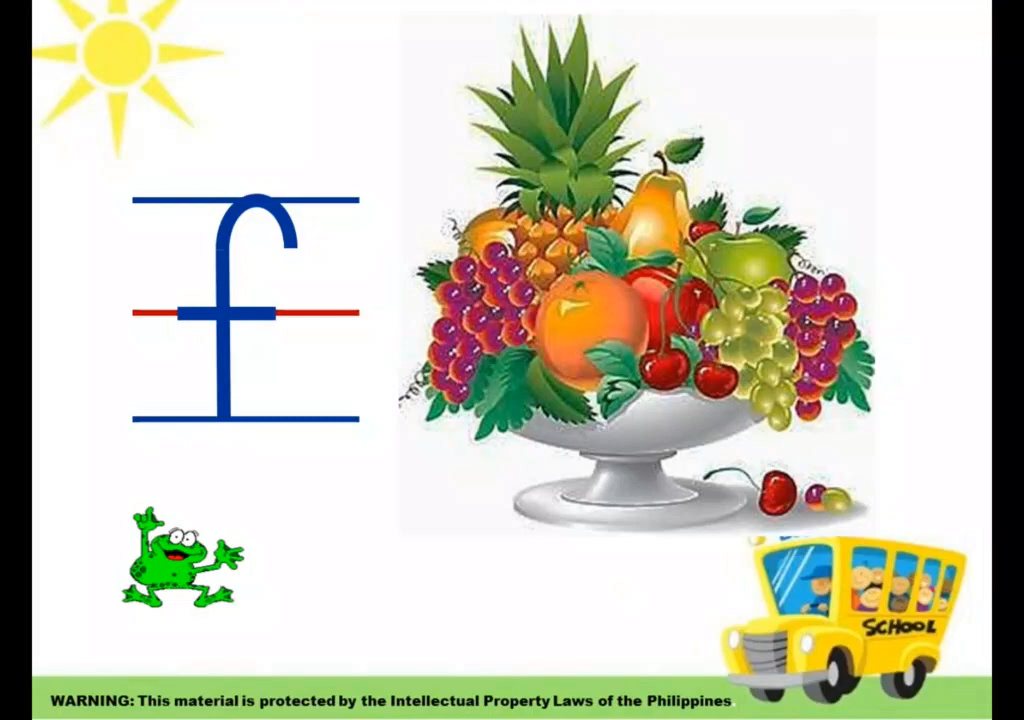 f
SCHOOL
WARNING: This material is protected by the Intellectual Property Laws of the Philippines.